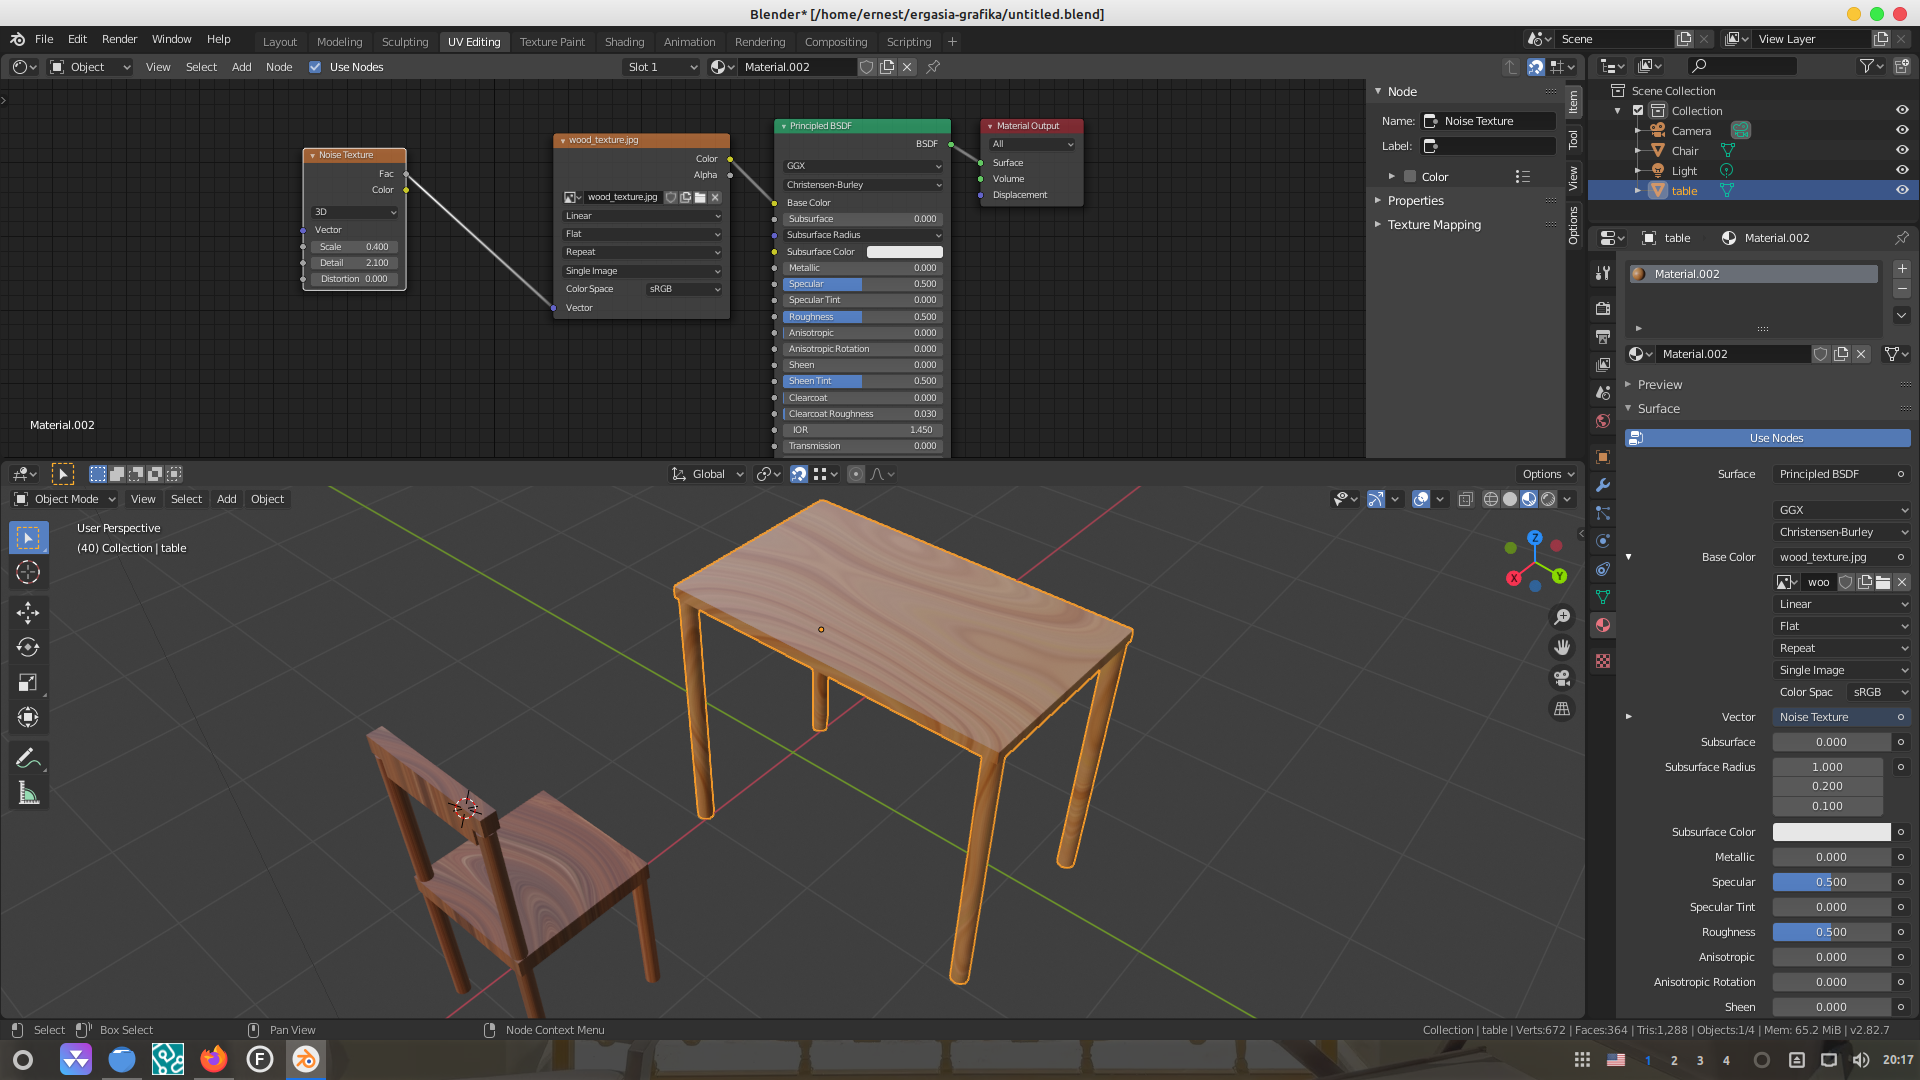 Blender* [/home/ernest/ergasia-grafika/untitled.blend]
File Edit Render Window Help
Layout Modeling Sculpting UV Editing Texture Paint Shading Animation Rendering Compositing Scripting +
Scene
View Layer
Object View Select Add Node Use Nodes
Slot 1
Material.002
Noise Texture
Fac
Color
3D
Vector
Scale 0.400
Detail 2.100
Distortion 0.000
wood_texture.jpg
Color
Alpha
wood_texture.jpg
Linear
Flat
Repeat
Single Image
Color Space sRGB
Vector
Principled BSDF
BSDF
GGX
Christensen-Burley
Base Color
Subsurface 0.000
Subsurface Radius
Subsurface Color
Metallic 0.000
Specular 0.500
Specular Tint 0.000
Roughness 0.500
Anisotropic 0.000
Anisotropic Rotation 0.000
Sheen 0.000
Sheen Tint 0.500
Clearcoat 0.000
Clearcoat Roughness 0.030
IOR 1.450
Transmission 0.000
Material Output
All
Surface
Volume
Displacement
Material.002
Node
Name: Noise Texture
Label:
Color
Properties
Texture Mapping
Item
Tool
View
Options
Scene Collection
Collection
Camera
Chair
Light
table
table Material.002
Material.002
Material.002
Preview
Surface
Use Nodes
Surface Principled BSDF
GGX
Christensen-Burley
Base Color wood_texture.jpg
woo
Linear
Flat
Repeat
Single Image
Color Spac sRGB
Vector Noise Texture
Subsurface 0.000
Subsurface Radius 1.000
0.200
0.100
Subsurface Color
Metallic 0.000
Specular 0.500
Specular Tint 0.000
Roughness 0.500
Anisotropic 0.000
Anisotropic Rotation 0.000
Sheen 0.000
Global
Options
Object Mode View Select Add Object
User Perspective
(40) Collection | table
Z
X
Y
Select Box Select Pan View Node Context Menu
Collection | table | Verts:672 | Faces:364 | Tris:1,288 | Objects:1/4 | Mem: 65.2 MiB | v2.82.7
F
1 2 3 4
20:17